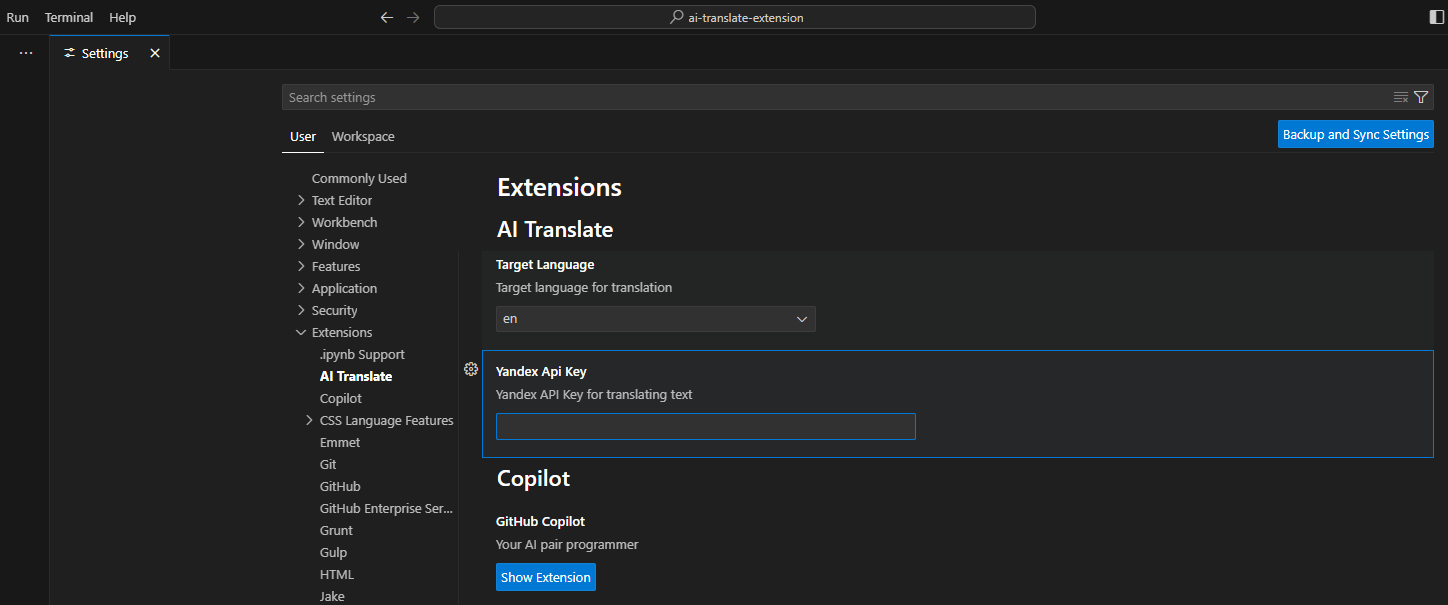 Run Terminal Help
ai-translate-extension
Settings
Search settings
User Workspace
Backup and Sync Settings
Commonly Used
Text Editor
Workbench
Window
Features
Application
Security
Extensions
.ipynb Support
AI Translate
Copilot
CSS Language Features
Emmet
Git
GitHub
GitHub Enterprise Ser...
Grunt
Gulp
HTML
Jake
Extensions
AI Translate
Target Language
Target language for translation
en
Yandex Api Key
Yandex API Key for translating text
Copilot
GitHub Copilot
Your AI pair programmer
Show Extension